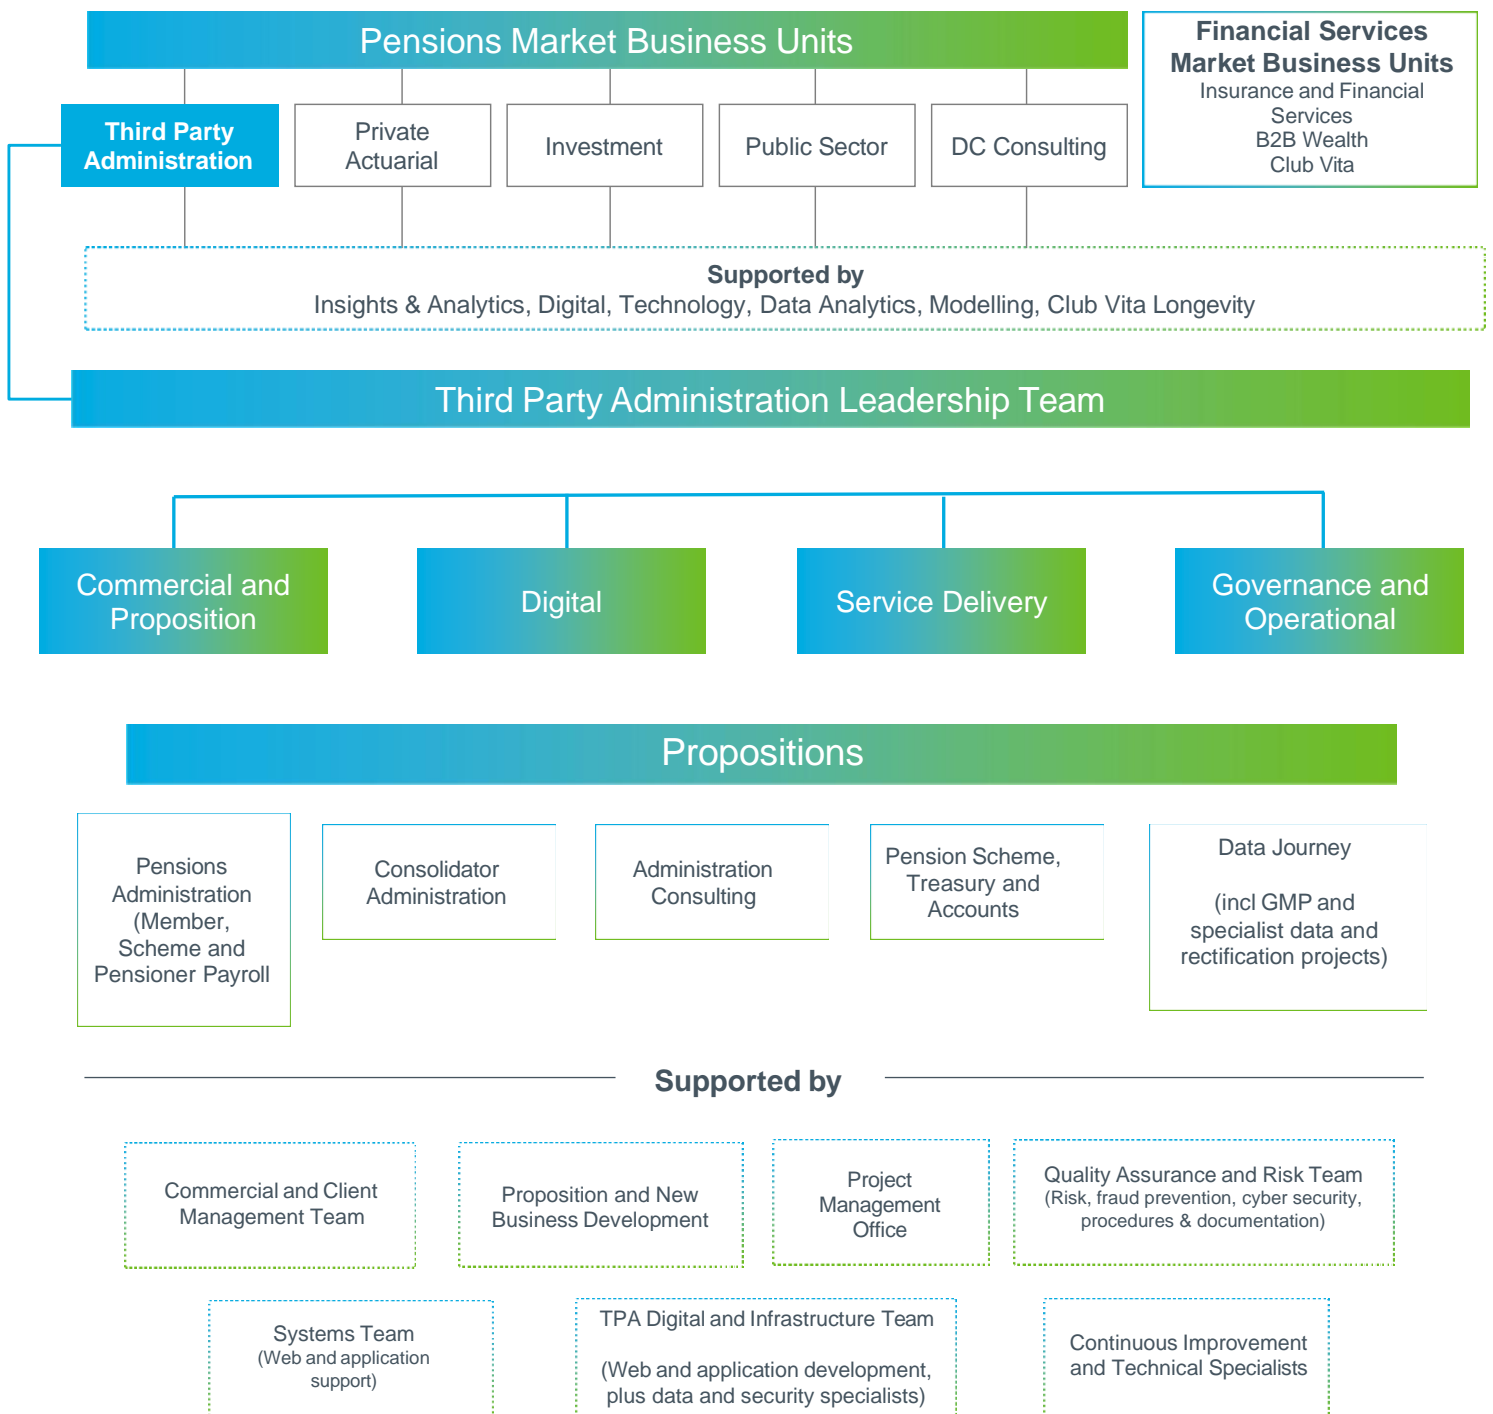 Pensions Market Business Units
Financial Services
Market Business Units
Insurance and Financial
Services
B2B Wealth
Club Vita
Third Party
Administration
Private
Actuarial
Investment
Public Sector
DC Consulting
Supported by
Insights & Analytics, Digital, Technology, Data Analytics, Modelling, Club Vita Longevity
Third Party Administration Leadership Team
Commercial and
Proposition
Digital
Service Delivery
Governance and
Operational
Propositions
Pensions
Administration
(Member,
Scheme and
Pensioner Payroll
Consolidator
Administration
Administration
Consulting
Pension Scheme,
Treasury and
Accounts
Data Journey
(incl GMP and
specialist data and
rectification projects)
Supported by
Commercial and Client
Management Team
Proposition and New
Business Development
Project
Management
Office
Quality Assurance and Risk Team
(Risk, fraud prevention, cyber security,
procedures & documentation)
Systems Team
(Web and application
support)
TPA Digital and Infrastructure Team
(Web and application development,
plus data and security specialists)
Continuous Improvement
and Technical Specialists